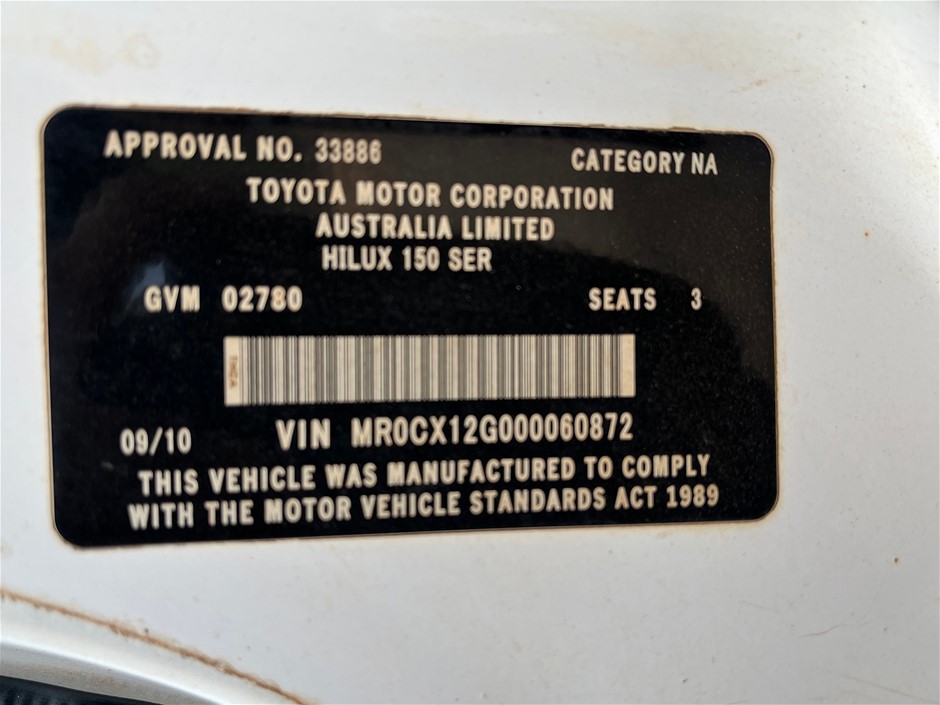 APPROVAL NO. 33886 CATEGORY NA
TOYOTA MOTOR CORPORATION
AUSTRALIA LIMITED
HILUX 150 SER
GVM 02780 SEATS 3
09/10 VIN MR0CX12G000060872
THIS VEHICLE WAS MANUFACTURED TO COMPLY
WITH THE MOTOR VEHICLE STANDARDS ACT 1989